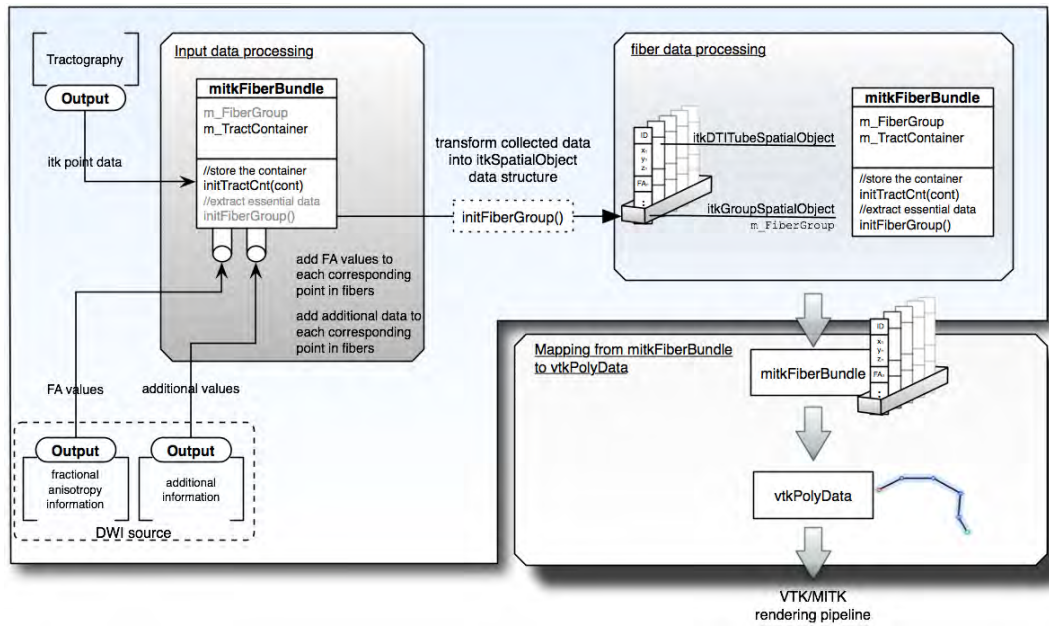 Tractography
Output
itk point data
Input data processing
mitkFiberBundle
m_FiberGroup
m_TractContainer
//store the container
initTractCnt(cont)
//extract essential data
initFiberGroup()
add FA values to
each corresponding
point in fibers
add additional data to
each corresponding
point in fibers
FA values
additional values
Output
fractional
anisotropy
information
Output
additional
information
DWI source
transform collected data
into itkSpatialObject
data structure
initFiberGroup()
fiber data processing
ID
x
y
z
FA
:
itkDTITubeSpatialObject
itkGroupSpatialObject
m_FiberGroup
mitkFiberBundle
m_FiberGroup
m_TractContainer
//store the container
initTractCnt(cont)
//extract essential data
initFiberGroup()
Mapping from mitkFiberBundle
to vtkPolyData
mitkFiberBundle
ID
x
y
z
FA
:
vtkPolyData
VTK/MITK
rendering pipeline